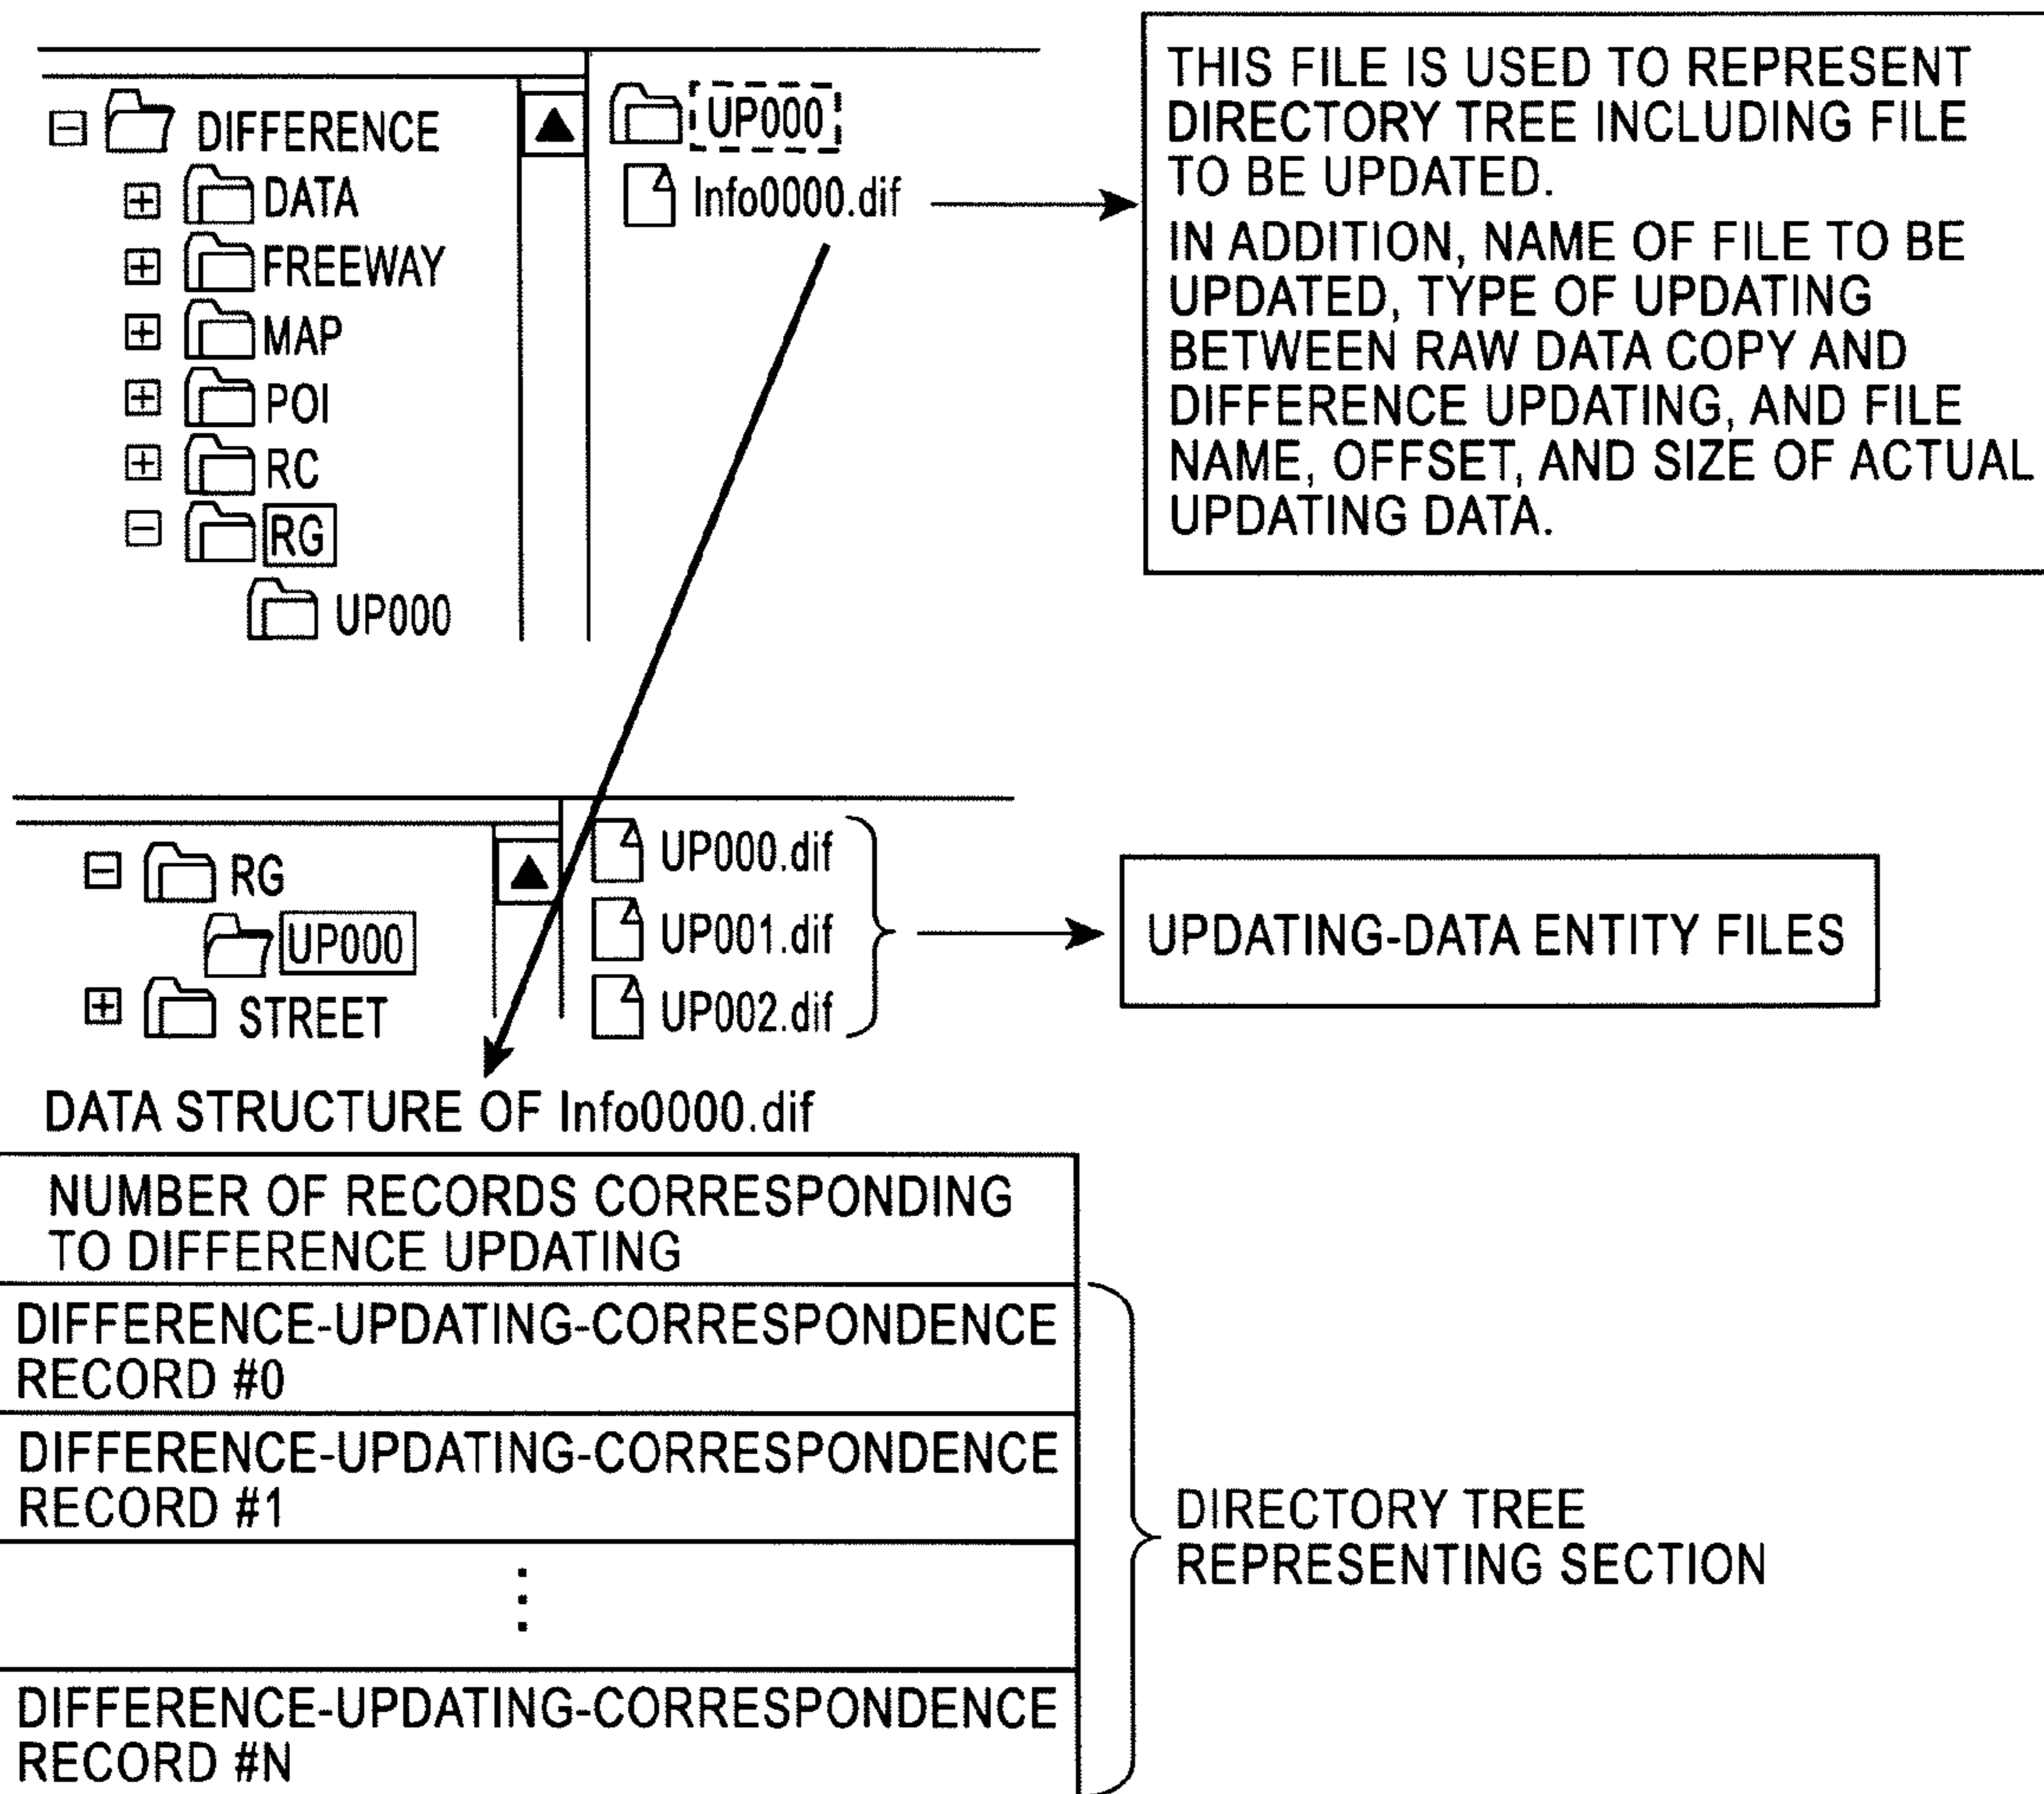 DIFFERENCE
DATA
FREEWAY
MAP
POI
RC
RG
UP000
UP000
Info0000.dif
THIS FILE IS USED TO REPRESENT
DIRECTORY TREE INCLUDING FILE
TO BE UPDATED.
IN ADDITION, NAME OF FILE TO BE
UPDATED, TYPE OF UPDATING
BETWEEN RAW DATA COPY AND
DIFFERENCE UPDATING, AND FILE
NAME, OFFSET, AND SIZE OF ACTUAL
UPDATING DATA.
RG
UP000
STREET
UP000.dif
UP001.dif
UP002.dif
UPDATING-DATA ENTITY FILES
DATA STRUCTURE OF Info0000.dif
NUMBER OF RECORDS CORRESPONDING
TO DIFFERENCE UPDATING
DIFFERENCE-UPDATING-CORRESPONDENCE
RECORD #0
DIFFERENCE-UPDATING-CORRESPONDENCE
RECORD #1
⋮
DIFFERENCE-UPDATING-CORRESPONDENCE
RECORD #N
DIRECTORY TREE
REPRESENTING SECTION